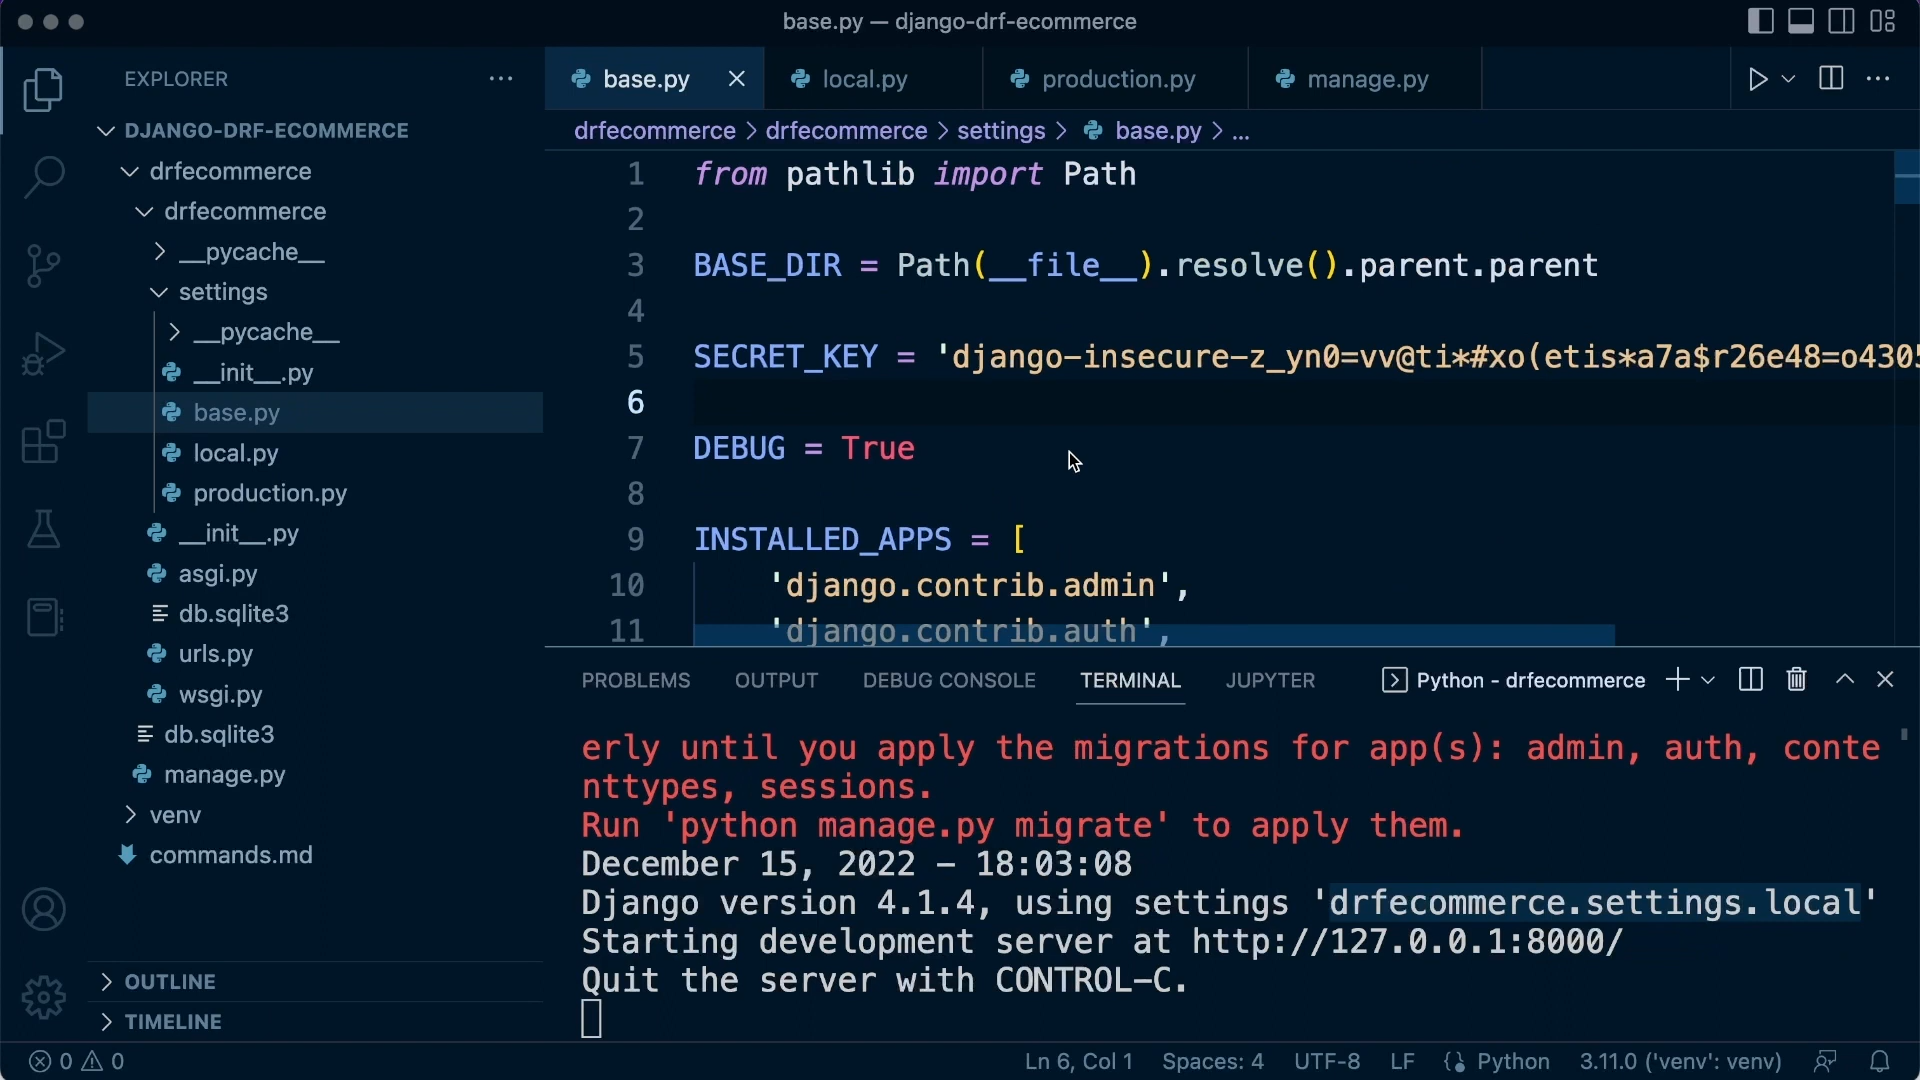 base.py — django-drf-ecommerce
EXPLORER
DJANGO-DRF-ECOMMERCE
drfecommerce
drfecommerce
__pycache__
settings
__pycache__
__init__.py
base.py
local.py
production.py
__init__.py
asgi.py
db.sqlite3
urls.py
wsgi.py
db.sqlite3
manage.py
venv
commands.md
OUTLINE
TIMELINE
base.py local.py production.py manage.py
drfecommerce > drfecommerce > settings > base.py > ...
1 from pathlib import Path
2
3 BASE_DIR = Path(__file__).resolve().parent.parent
4
5 SECRET_KEY = 'django-insecure-z_yn0=vv@ti*#xo(etis*a7a$r26e48=o4305
6
7 DEBUG = True
8
9 INSTALLED_APPS = [
10 'django.contrib.admin',
11 'django.contrib.auth',
PROBLEMS OUTPUT DEBUG CONSOLE TERMINAL JUPYTER Python - drfecommerce
erly until you apply the migrations for app(s): admin, auth, conte
nttypes, sessions.
Run 'python manage.py migrate' to apply them.
December 15, 2022 - 18:03:08
Django version 4.1.4, using settings 'drfecommerce.settings.local'
Starting development server at http://127.0.0.1:8000/
Quit the server with CONTROL-C.
0 0 Ln 6, Col 1 Spaces: 4 UTF-8 LF Python 3.11.0 ('venv': venv)